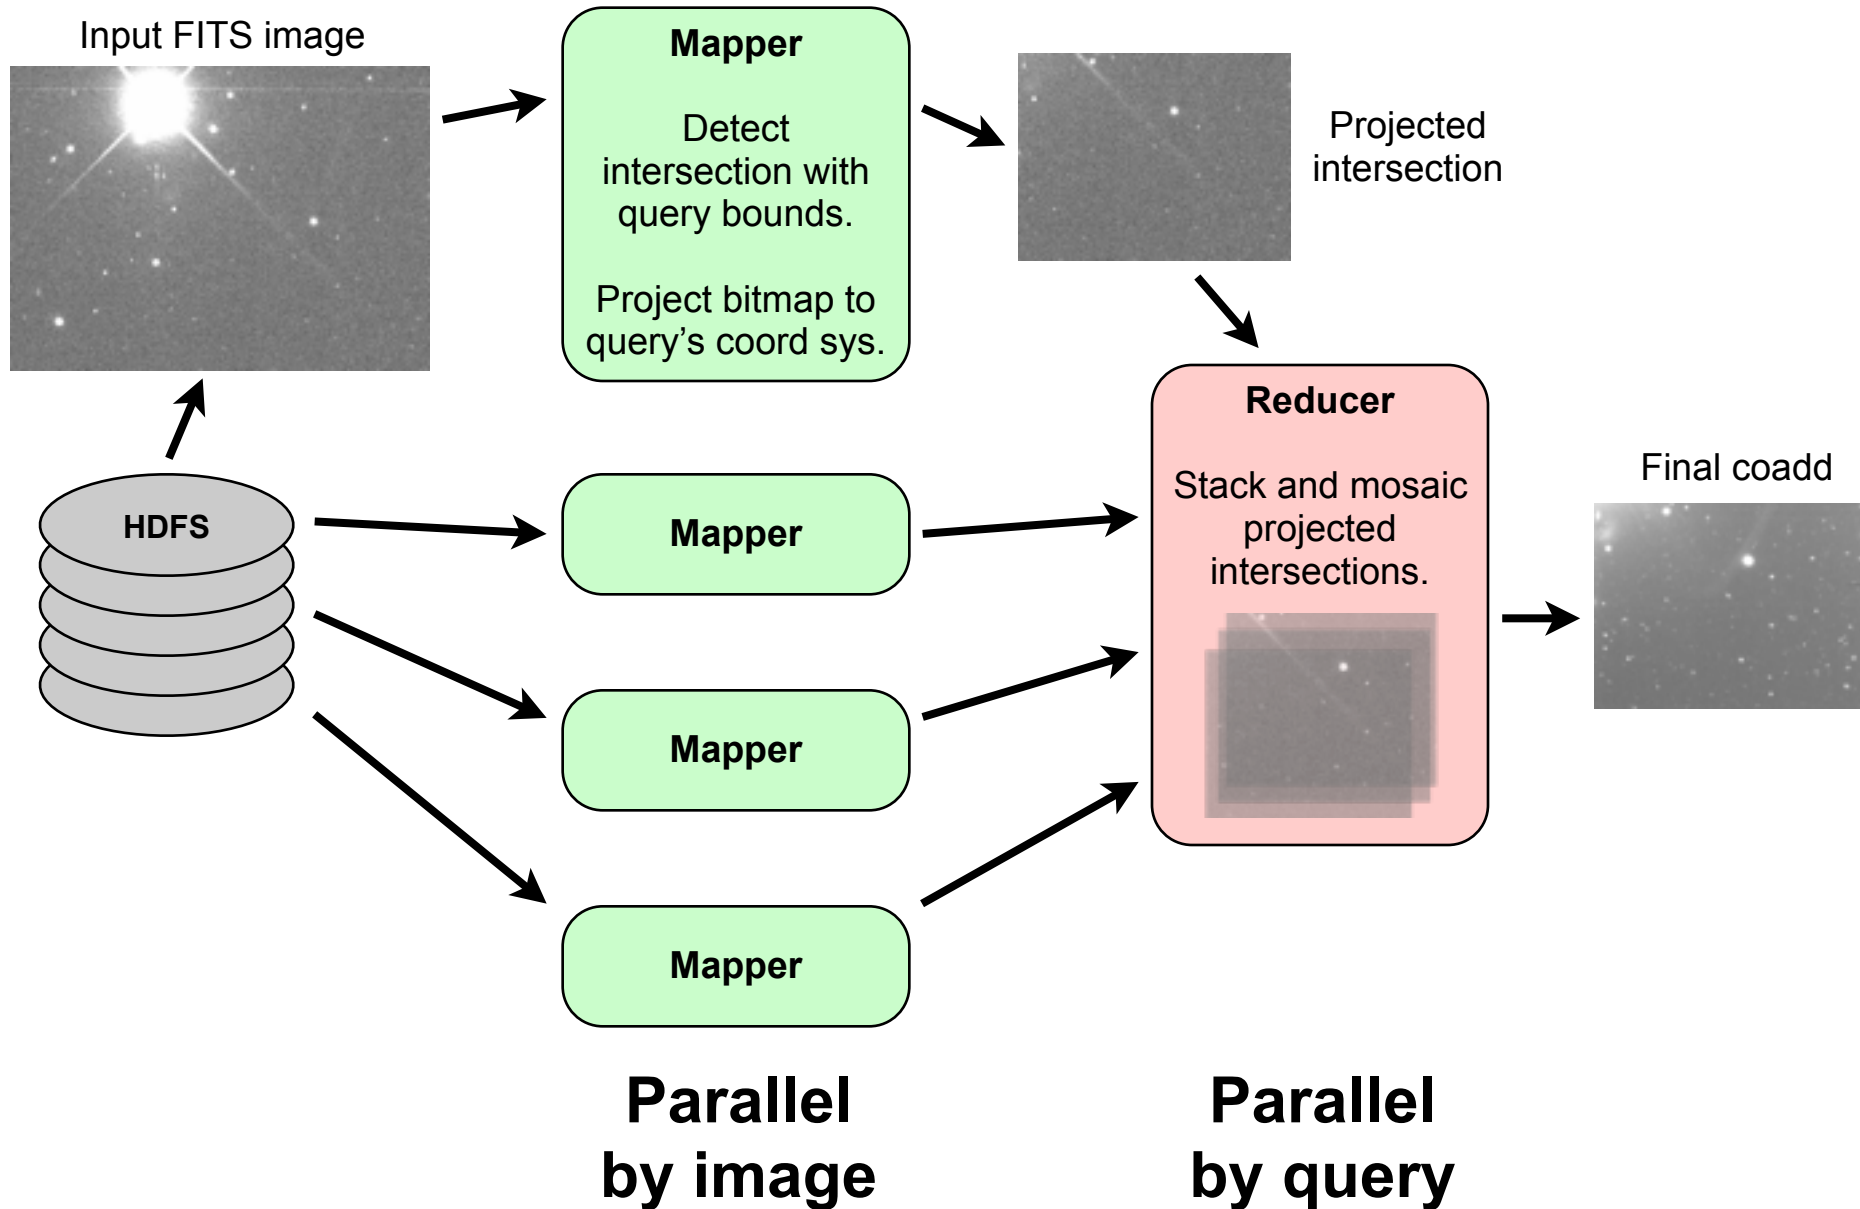 Input FITS image
Mapper
Detect
intersection with
query bounds.
Project bitmap to
query’s coord sys.
Projected
intersection
HDFS
Mapper
Mapper
Mapper
Reducer
Stack and mosaic
projected
intersections.
Final coadd
Parallel
by image
Parallel
by query